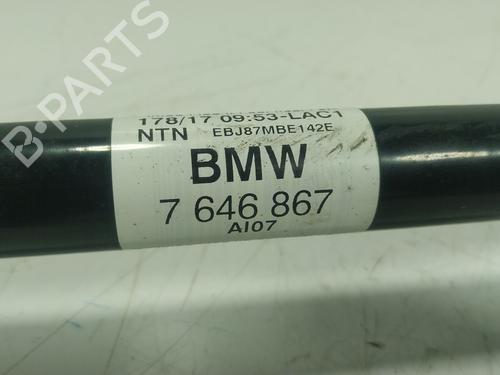 B-PARTS
178/17 09:53-LAC1
NTN EBJ87MBE142E
BMW
7 646 867
AI07